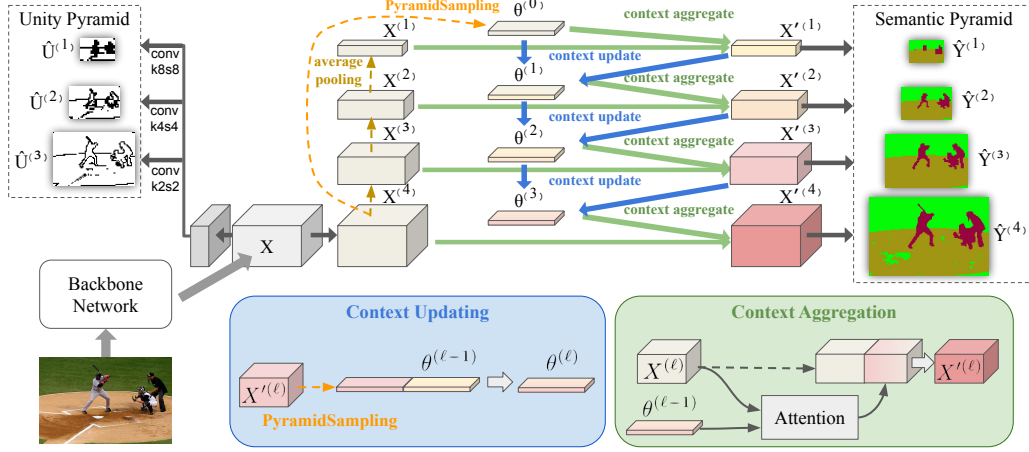 Unity Pyramid
Û⁽¹⁾
Û⁽²⁾
Û⁽³⁾
conv
k8s8
conv
k4s4
conv
k2s2
PyramidSampling
average
pooling
X⁽¹⁾
X⁽²⁾
X⁽³⁾
X⁽⁴⁾
X
θ⁽⁰⁾
θ⁽¹⁾
θ⁽²⁾
θ⁽³⁾
context aggregate
context update
context aggregate
context update
context aggregate
context update
context aggregate
X′⁽¹⁾
X′⁽²⁾
X′⁽³⁾
X′⁽⁴⁾
Semantic Pyramid
Ŷ⁽¹⁾
Ŷ⁽²⁾
Ŷ⁽³⁾
Ŷ⁽⁴⁾
Backbone
Network
Context Updating
X′⁽ˡ⁾
θ⁽ˡ⁻¹⁾
θ⁽ˡ⁾
PyramidSampling
Context Aggregation
X⁽ˡ⁾
θ⁽ˡ⁻¹⁾
Attention
X′⁽ˡ⁾